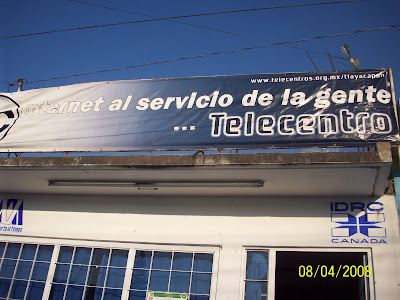 www.telecentros.org.mx/tlayacapan
internet al servicio de la gente
... Telecentro
IDRC
CANADA
08/04/2008